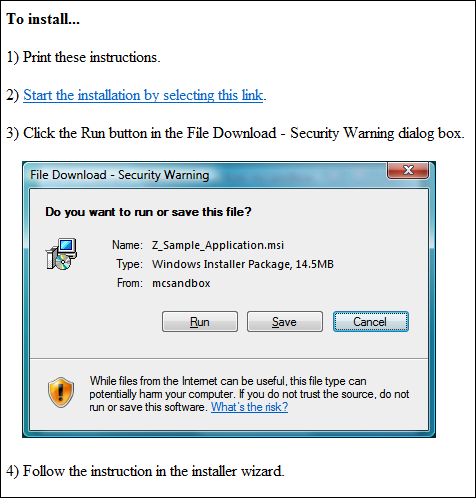 To install...
1) Print these instructions.
2) Start the installation by selecting this link.
3) Click the Run button in the File Download - Security Warning dialog box.
File Download - Security Warning
Do you want to run or save this file?
Name: Z_Sample_Application.msi
Type: Windows Installer Package, 14.5MB
From: mcsandbox
Run Save Cancel
While files from the Internet can be useful, this file type can
potentially harm your computer. If you do not trust the source, do not
run or save this software. What's the risk?
4) Follow the instruction in the installer wizard.